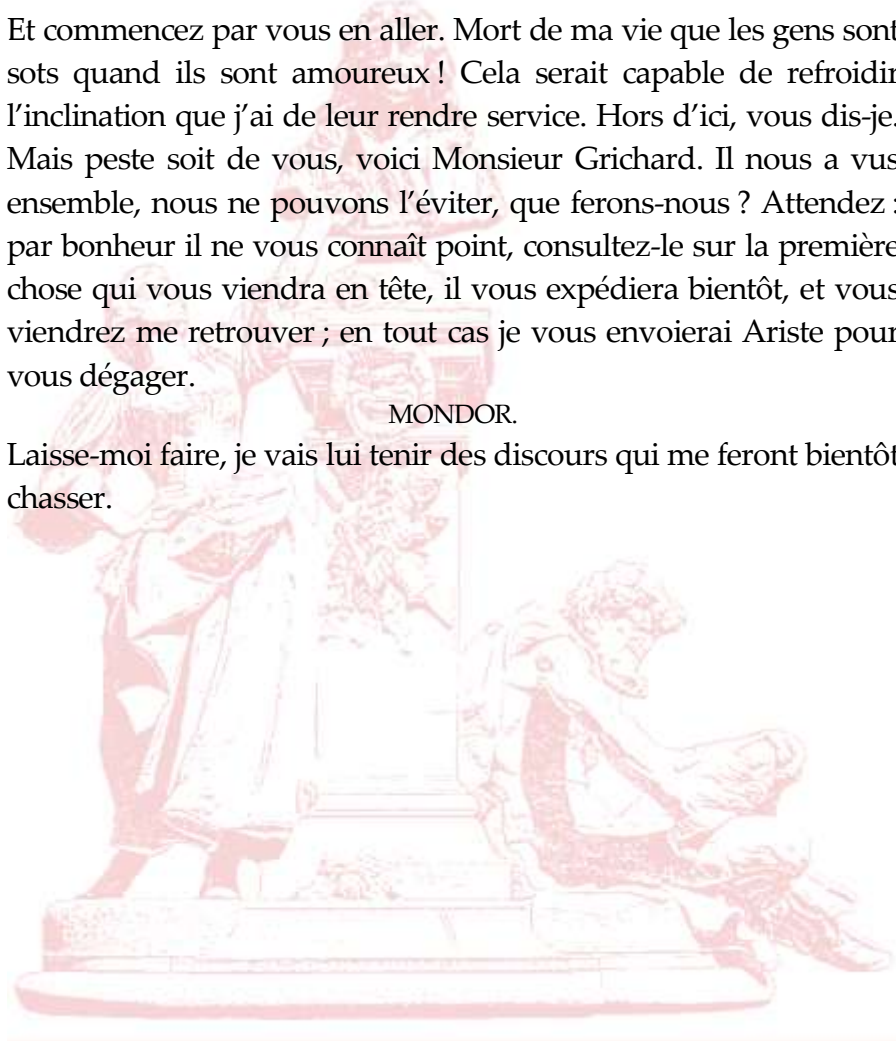 Et commencez par vous en aller. Mort de ma vie que les gens sont
sots quand ils sont amoureux ! Cela serait capable de refroidir
l’inclination que j’ai de leur rendre service. Hors d’ici, vous dis-je.
Mais peste soit de vous, voici Monsieur Grichard. Il nous a vus
ensemble, nous ne pouvons l’éviter, que ferons-nous ? Attendez :
par bonheur il ne vous connaît point, consultez-le sur la première
chose qui vous viendra en tête, il vous expédiera bientôt, et vous
viendrez me retrouver ; en tout cas je vous envoierai Ariste pour
vous dégager.
MONDOR.
Laisse-moi faire, je vais lui tenir des discours qui me feront bientôt
chasser.